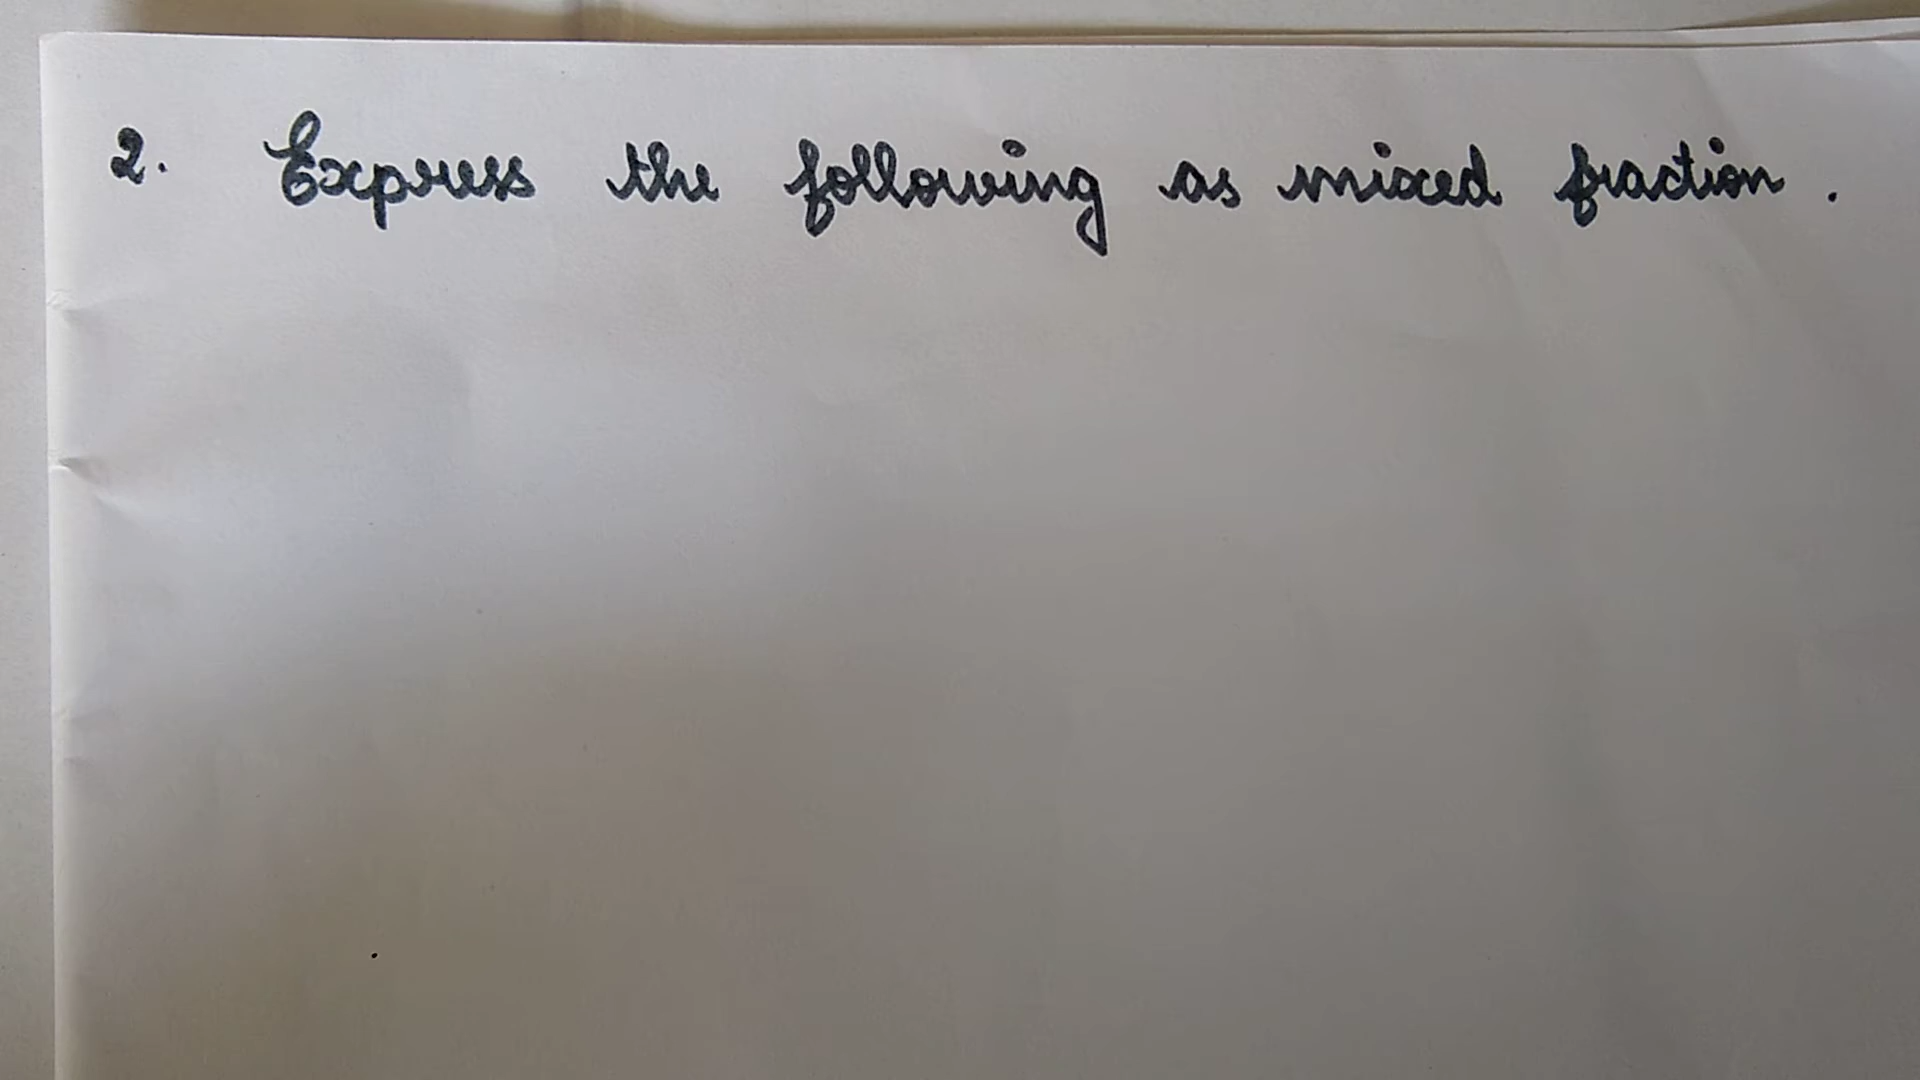 2. Express the following as mixed fraction.